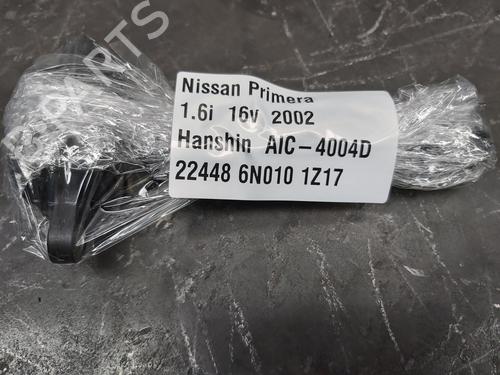 Nissan Primera
1.6i 16v 2002
Hanshin AIC-4004D
22448 6N010 1Z17